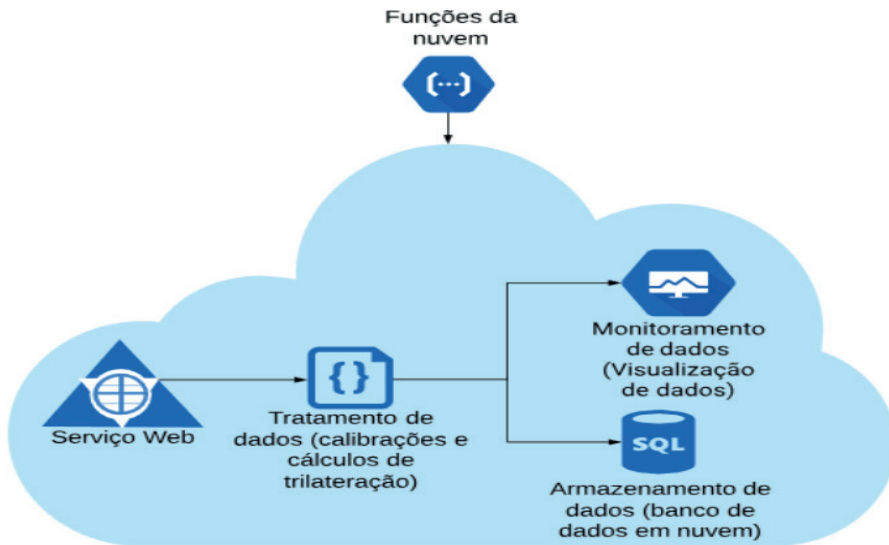 Funções da
nuvem
Monitoramento
de dados
(Visualização
de dados)
Serviço Web
Tratamento de
dados (calibrações e
cálculos de
trilateração)
SQL
Armazenamento de
dados (banco de
dados em nuvem)